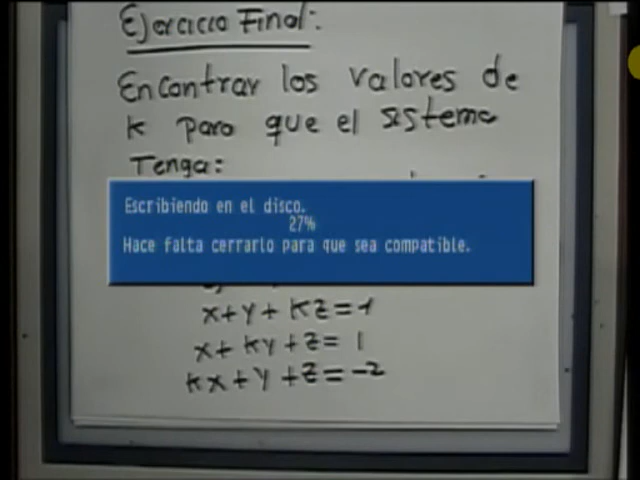 Ejercicio Final:
Encontrar los valores de
k para que el sistema
Tenga:
Escribiendo en el disco.
27%
Hace falta cerrarlo para que sea compatible.
x+y+kz=1
x+ky+z=1
kx+y+z=-2